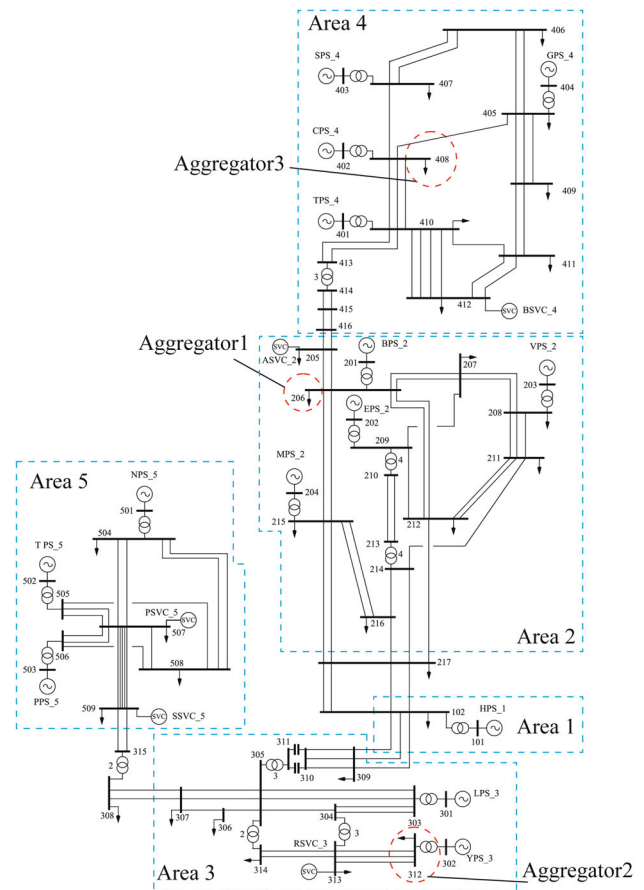 Area 4
406
SPS_4
GPS_4
403
407
404
405
CPS_4
402
408
Aggregator3
409
TPS_4
401
410
413
411
3
414
412
415
BSVC_4
SVC
416
Aggregator1
SVC
ASVC_2
205
BPS_2
201
207
VPS_2
203
206
EPS_2
202
208
209
211
MPS_2
204
4
210
Area 5
NPS_5
501
215
212
213
4
214
504
T PS_5
502
505
PSVC_5
SVC
507
216
Area 2
506
503
508
217
PPS_5
509
SVC
SSVC_5
102
HPS_1
101
Area 1
315
311
2
305
3
310
309
LPS_3
301
308
307
306
304
303
RSVC_3
2
3
302
YPS_3
Area 3
SVC
314
313
312
Aggregator2